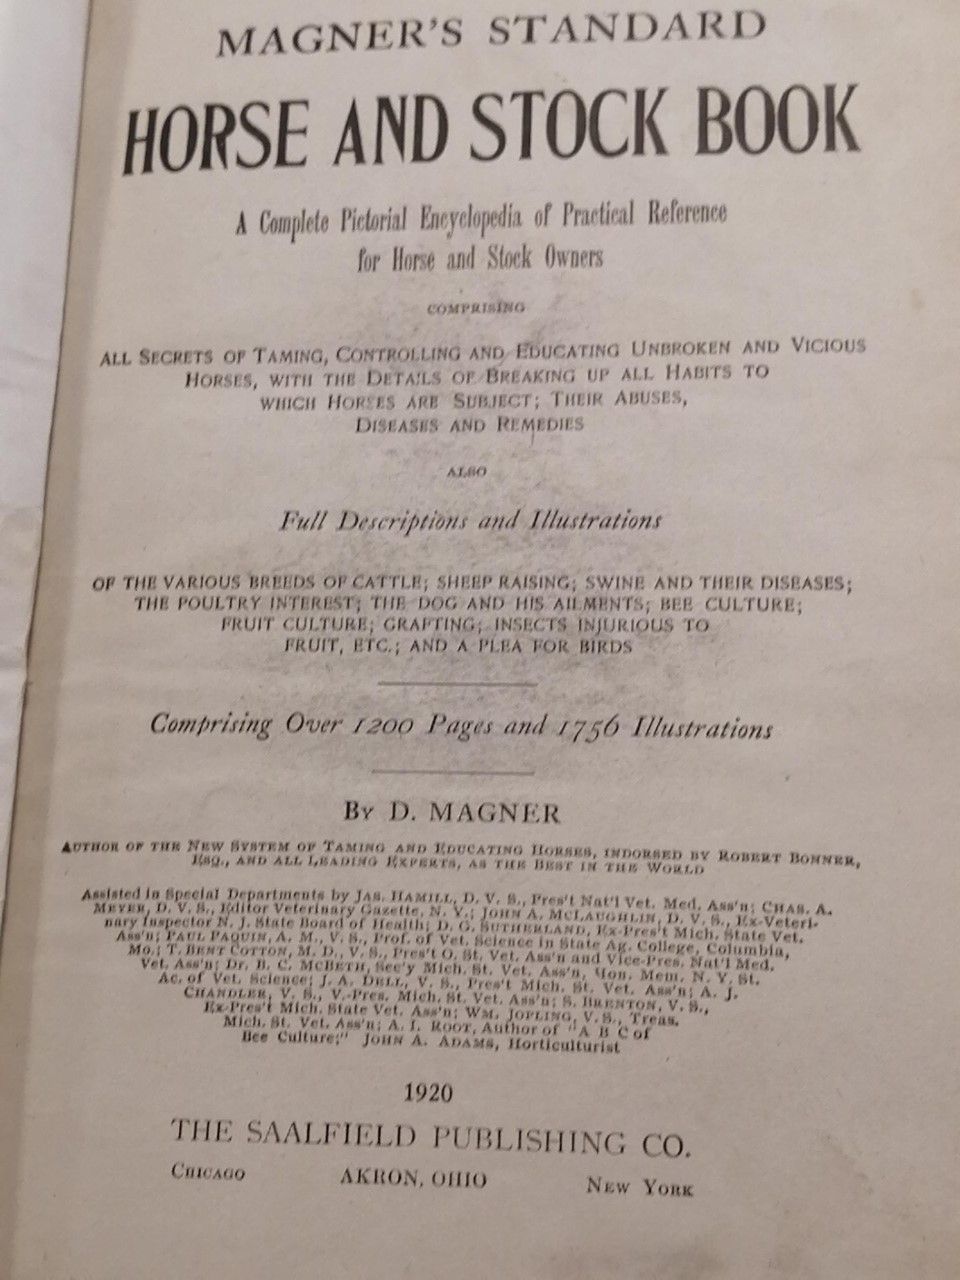 MAGNER'S STANDARD
HORSE AND STOCK BOOK
A Complete Pictorial Encyclopedia of Practical Reference
for Horse and Stock Owners
COMPRISING
ALL SECRETS OF TAMING, CONTROLLING AND EDUCATING UNBROKEN AND VICIOUS
HORSES, WITH THE DETAILS OF BREAKING UP ALL HABITS TO
WHICH HORSES ARE SUBJECT; THEIR ABUSES,
DISEASES AND REMEDIES
ALSO
Full Descriptions and Illustrations
OF THE VARIOUS BREEDS OF CATTLE; SHEEP RAISING; SWINE AND THEIR DISEASES;
THE POULTRY INTEREST; THE DOG AND HIS AILMENTS; BEE CULTURE;
FRUIT CULTURE; GRAFTING; INSECTS INJURIOUS TO
FRUIT, ETC.; AND A PLEA FOR BIRDS
Comprising Over 1200 Pages and 1756 Illustrations
BY D. MAGNER
AUTHOR OF THE NEW SYSTEM OF TAMING AND EDUCATING HORSES, INDORSED BY ROBERT BONNER,
ESQ., AND ALL LEADING EXPERTS, AS THE BEST IN THE WORLD
Assisted in Special Departments by JAS. HAMILL, D. V. S., Pres't Nat'l Vet. Med. Ass'n; CHAS. A.
MEYER, D. V. S., Editor Veterinary Gazette, N. Y.; JOHN A. MCLAUGHLIN, D. V. S., Ex-Veteri-
nary Inspector N. J. State Board of Health; D. G. SUTHERLAND, Ex-Pres't Mich. State Vet.
Ass'n; PAUL PAQUIN, A. M., V. S., Prof. of Vet. Science in State Ag. College, Columbia,
Mo.; T. BENT COTTON, M. D., V. S., Pres't O. St. Vet. Ass'n and Vice-Pres. Nat'l Med.
Vet. Ass'n; Dr. B. C. MCBETH, Sec'y Mich. St. Vet. Ass'n, Hon. Mem. N. Y. St.
Ac. of Vet. Science; J. A. DELL, V. S., Pres't Mich. St. Vet. Ass'n; A. J.
CHANDLER, V. S., V.-Pres. Mich. St. Vet. Ass'n; S. BRENTON, V. S.,
Ex-Pres't Mich. State Vet. Ass'n; WM. JOPLING, V. S., Treas.
Mich. St. Vet. Ass'n; A. I. ROOT, Author of "A B C of
Bee Culture;" JOHN A. ADAMS, Horticulturist
1920
THE SAALFIELD PUBLISHING CO.
CHICAGO AKRON, OHIO NEW YORK